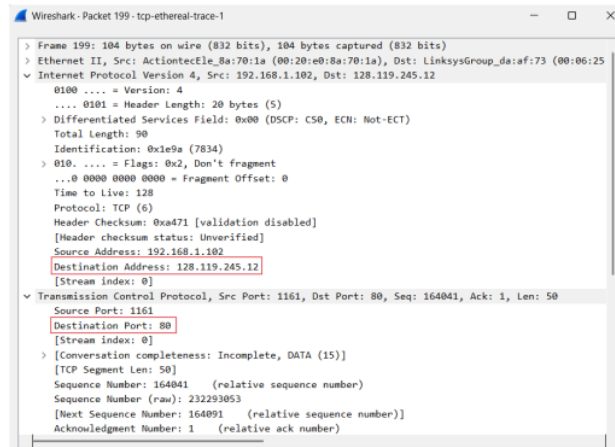 Wireshark · Packet 199 · tcp-ethereal-trace-1
> Frame 199: 104 bytes on wire (832 bits), 104 bytes captured (832 bits)
> Ethernet II, Src: ActiontecEle_8a:70:1a (00:20:e0:8a:70:1a), Dst: LinksysGroup_da:af:73 (00:06:25
Internet Protocol Version 4, Src: 192.168.1.102, Dst: 128.119.245.12
0100 .... = Version: 4
.... 0101 = Header Length: 20 bytes (5)
> Differentiated Services Field: 0x00 (DSCP: CS0, ECN: Not-ECT)
Total Length: 90
Identification: 0x1e9a (7834)
> 010. .... = Flags: 0x2, Don't fragment
...0 0000 0000 0000 = Fragment Offset: 0
Time to Live: 128
Protocol: TCP (6)
Header Checksum: 0xa471 [validation disabled]
[Header checksum status: Unverified]
Source Address: 192.168.1.102
Destination Address: 128.119.245.12
[Stream index: 0]
Transmission Control Protocol, Src Port: 1161, Dst Port: 80, Seq: 164041, Ack: 1, Len: 50
Source Port: 1161
Destination Port: 80
[Stream index: 0]
> [Conversation completeness: Incomplete, DATA (15)]
[TCP Segment Len: 50]
Sequence Number: 164041 (relative sequence number)
Sequence Number (raw): 232293053
[Next Sequence Number: 164091 (relative sequence number)]
Acknowledgment Number: 1 (relative ack number)